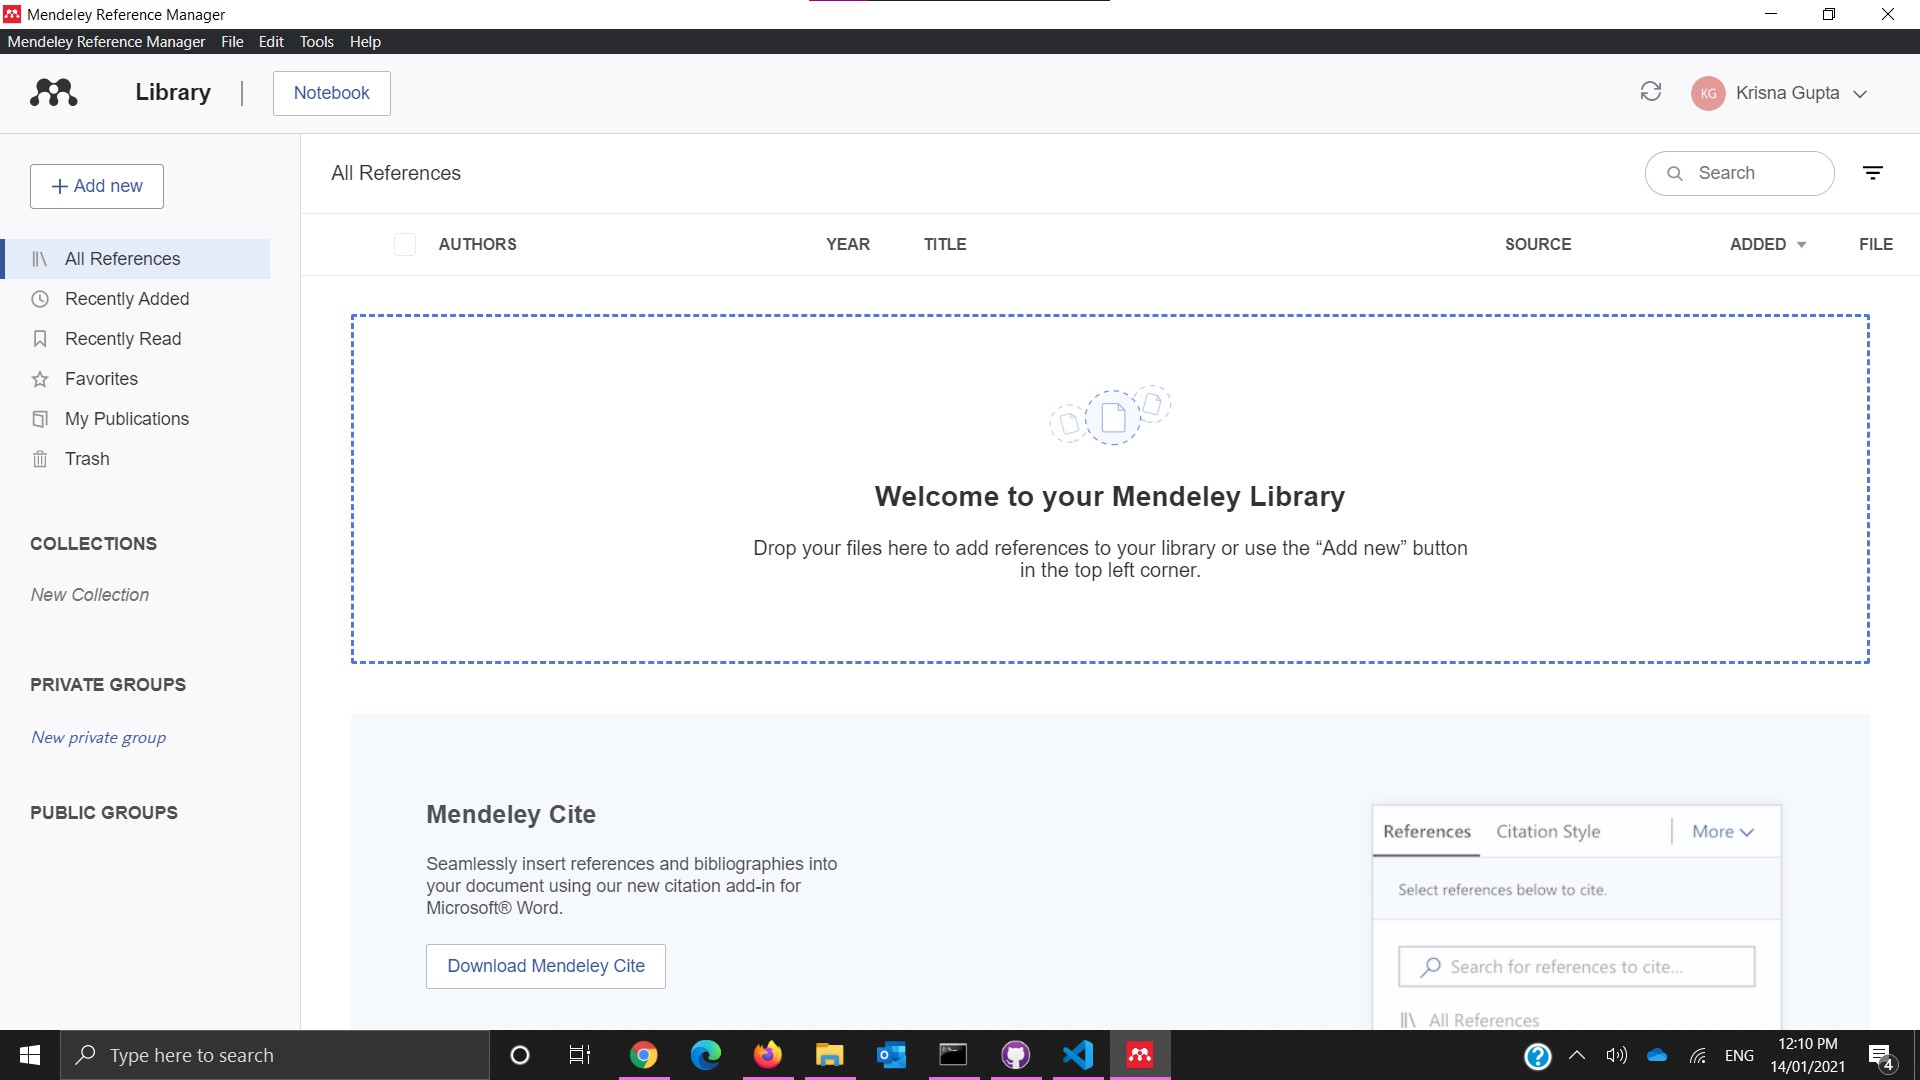 Mendeley Reference Manager
Mendeley Reference Manager File Edit Tools Help
Library | Notebook
KG Krisna Gupta
+ Add new
All References
Recently Added
Recently Read
Favorites
My Publications
Trash
COLLECTIONS
New Collection
PRIVATE GROUPS
New private group
PUBLIC GROUPS
All References
Search
AUTHORS YEAR TITLE SOURCE ADDED FILE
Welcome to your Mendeley Library
Drop your files here to add references to your library or use the “Add new” button
in the top left corner.
Mendeley Cite
Seamlessly insert references and bibliographies into
your document using our new citation add-in for
Microsoft® Word.
Download Mendeley Cite
References Citation Style | More
Select references below to cite.
Search for references to cite...
All References
Type here to search
ENG
12:10 PM
14/01/2021
4